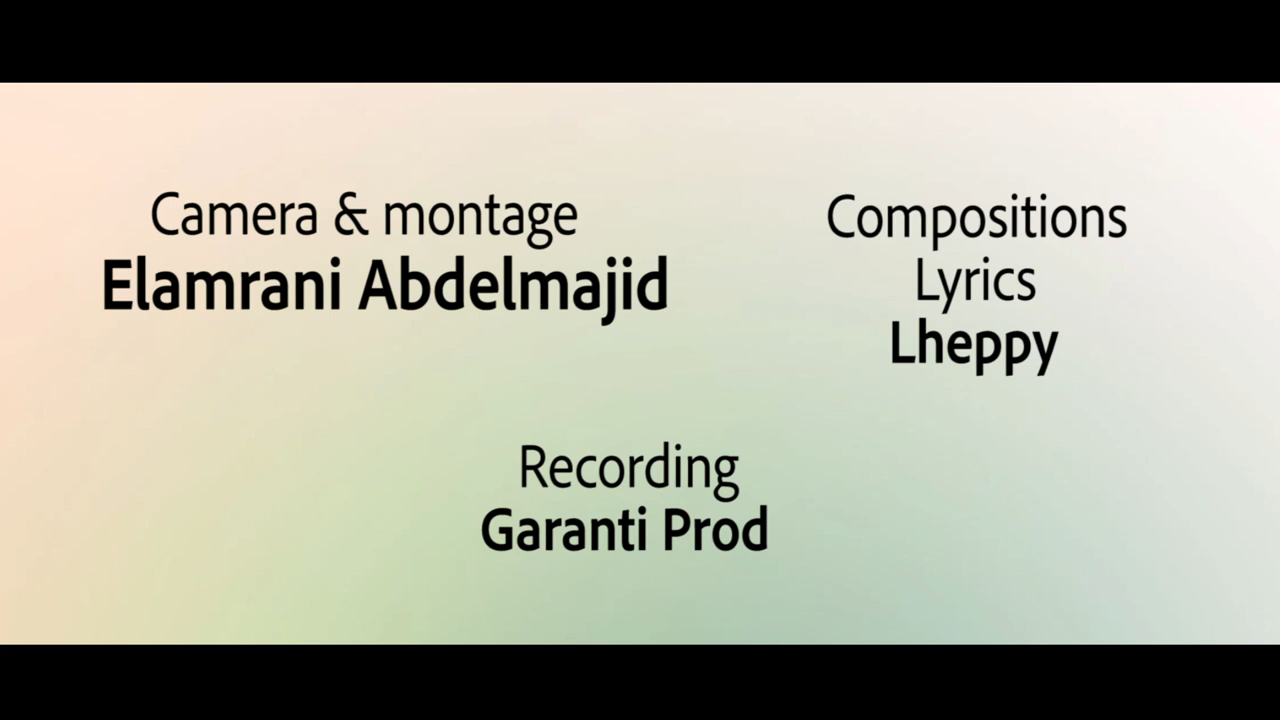 Camera & montage
Elamrani Abdelmajid
Compositions
Lyrics
Lheppy
Recording
Garanti Prod